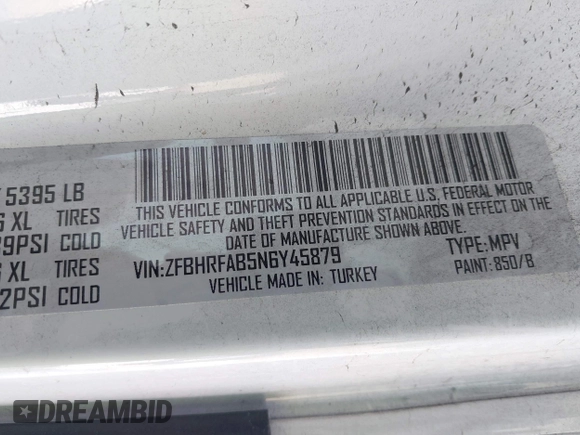 5395 LB
XL TIRES
9PSI COLD
XL TIRES
2PSI COLD
THIS VEHICLE CONFORMS TO ALL APPLICABLE U.S. FEDERAL MOTOR
VEHICLE SAFETY AND THEFT PREVENTION STANDARDS IN EFFECT ON THE
DATE OF MANUFACTURE SHOWN ABOVE.
VIN:ZFBHRFAB5N6Y45879 TYPE:MPV
VEHICLE MADE IN: TURKEY PAINT:850/B
DREAMBID